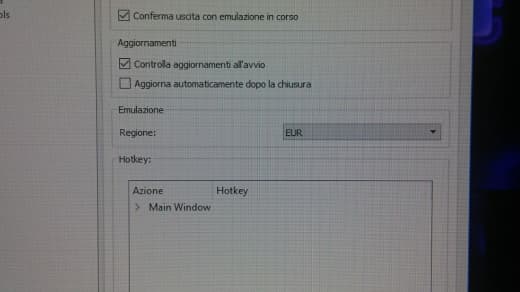 ols
Conferma uscita con emulazione in corso
Aggiornamenti
Controlla aggiornamenti all'avvio
Aggiorna automaticamente dopo la chiusura
Emulazione
Regione: EUR
Hotkey:
Azione Hotkey
Main Window